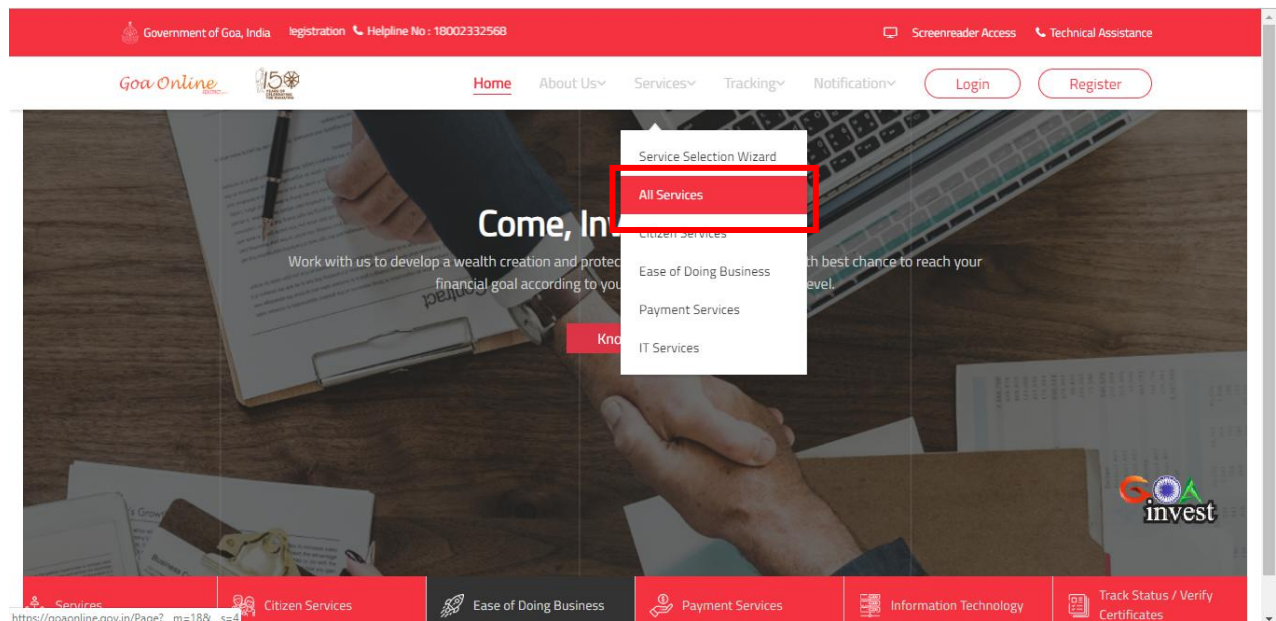 Government of Goa, India legistration Helpline No : 18002332568 Screenreader Access Technical Assistance
Goa Online 150 Home About Us Services Tracking Notification Login Register
Service Selection Wizard
All Services
Come, Inv
Citizen Services
Work with us to develop a wealth creation and protec th best chance to reach your
Ease of Doing Business
financial goal according to you evel.
Contract
Payment Services
Kno
IT Services
GOA
invest
Services Citizen Services Ease of Doing Business Payment Services Information Technology Track Status / Verify
Certificates
https://goaonline.gov.in/Page?_m=18&_s=4